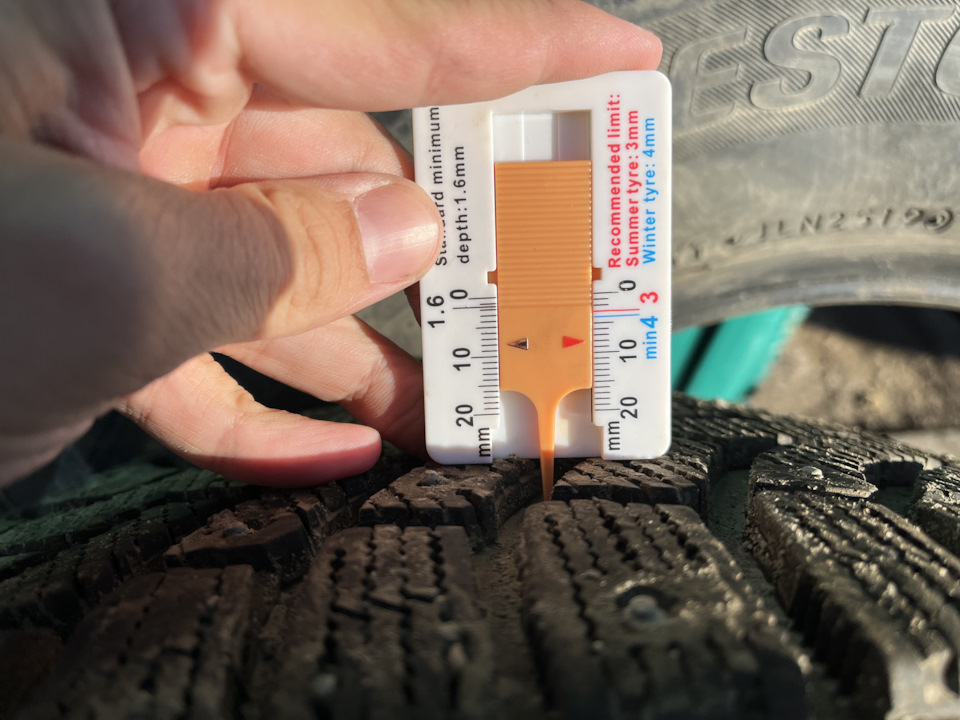 Standard minimum
depth:1.6mm
Recommended limit:
Summer tyre: 3mm
Winter tyre: 4mm
1.6
0
10
20
mm
0
10
20
mm
min4 3
EST